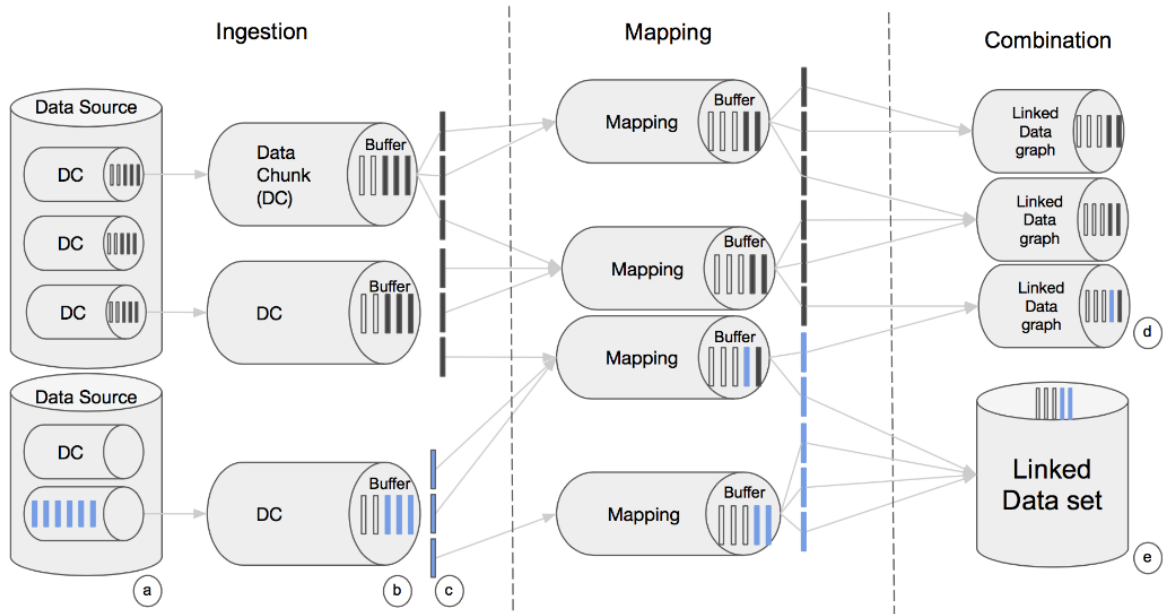 Ingestion
Mapping
Combination
Data Source
DC
DC
DC
Data
Chunk
(DC)
Buffer
DC
Buffer
Data Source
DC
DC
Buffer
a
b
c
Mapping
Buffer
Mapping
Buffer
Mapping
Buffer
Mapping
Buffer
Linked
Data
graph
Linked
Data
graph
Linked
Data
graph
d
Linked
Data set
e